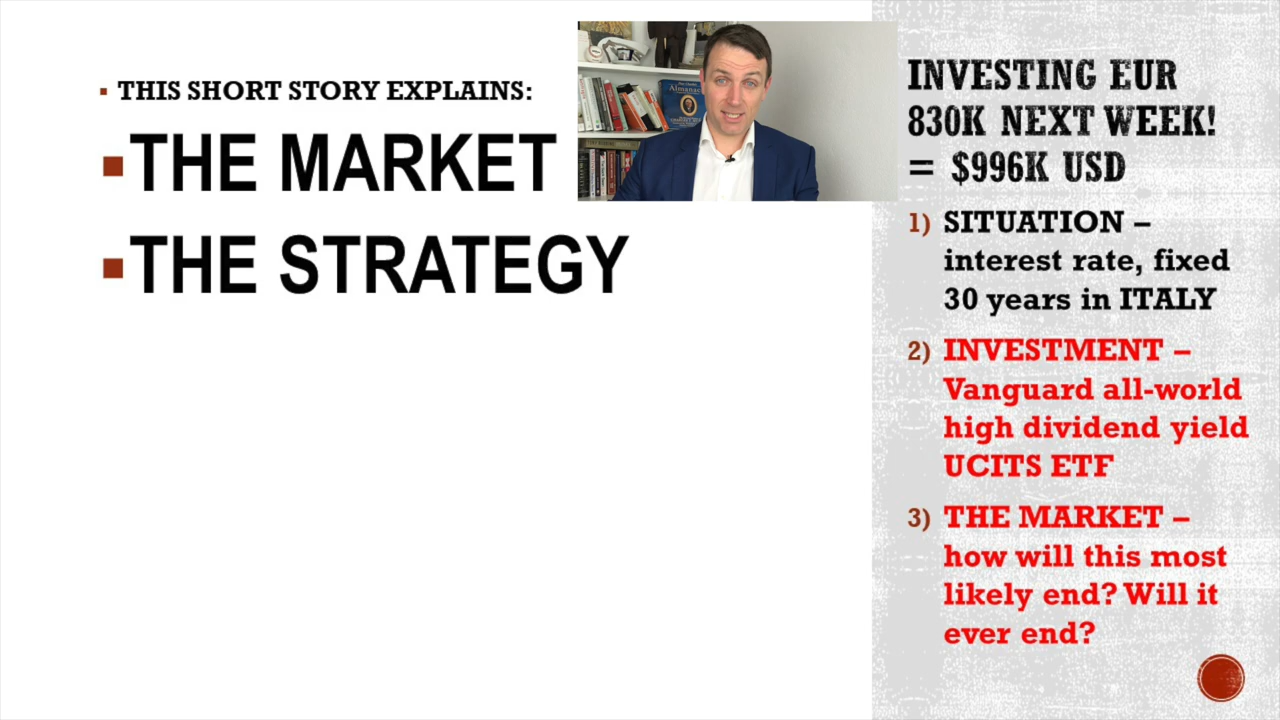 THIS SHORT STORY EXPLAINS:
THE MARKET
THE STRATEGY
Almanac
INVESTING EUR
830K NEXT WEEK!
= $996K USD
1) SITUATION –
interest rate, fixed
30 years in ITALY
2) INVESTMENT –
Vanguard all-world
high dividend yield
UCITS ETF
3) THE MARKET –
how will this most
likely end? Will it
ever end?